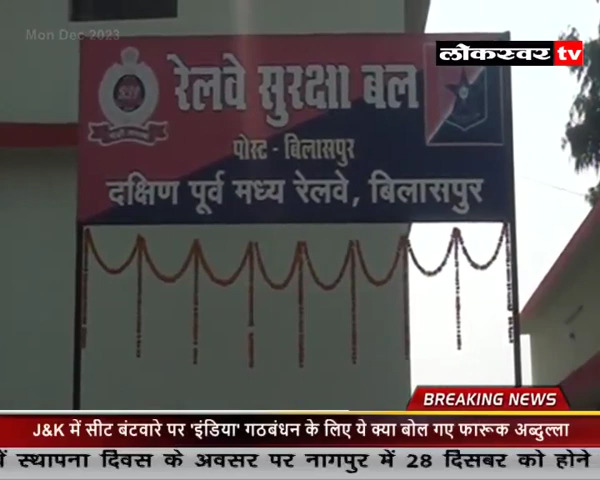 Mon Dec 2023
लोकस्वर tv
रेलवे सुरक्षा बल
पोस्ट - बिलासपुर
दक्षिण पूर्व मध्य रेलवे, बिलासपुर
BREAKING NEWS
J&K में सीट बंटवारे पर 'इंडिया' गठबंधन के लिए ये क्या बोल गए फारूक अब्दुल्ला
स्थापना दिवस के अवसर पर नागपुर में 28 दिसंबर को होने